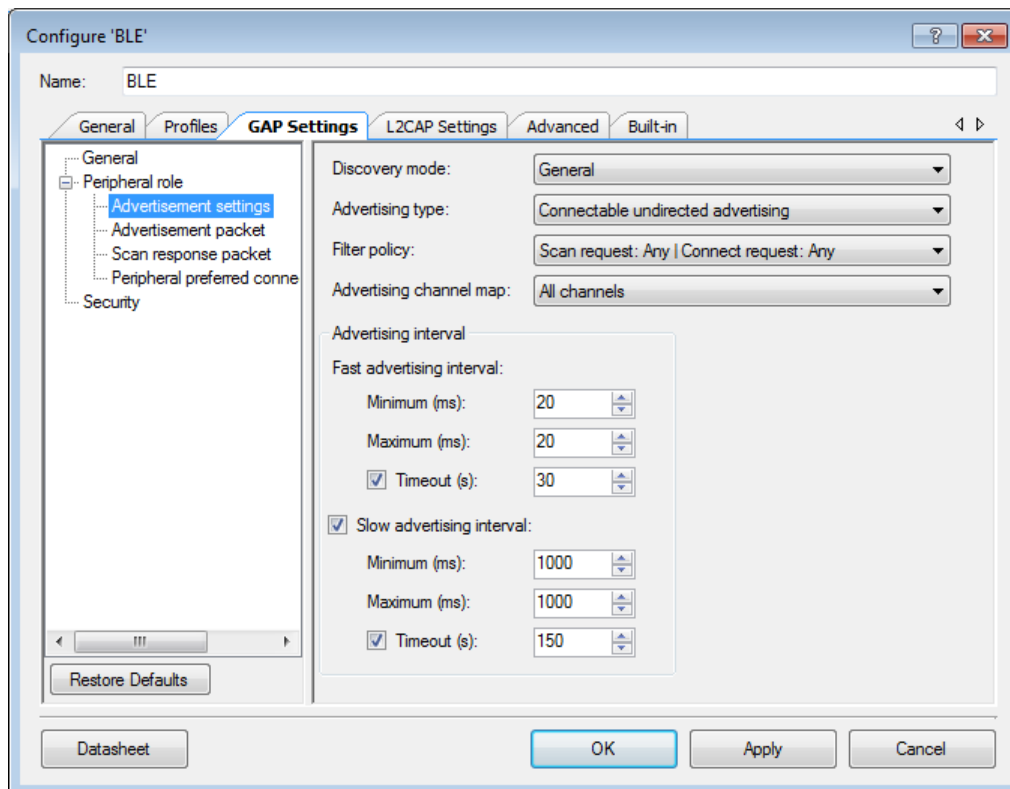 Configure 'BLE'
Name: BLE
General Profiles GAP Settings L2CAP Settings Advanced Built-in
General
Peripheral role
Advertisement settings
Advertisement packet
Scan response packet
Peripheral preferred conne
Security
Restore Defaults
Discovery mode: General
Advertising type: Connectable undirected advertising
Filter policy: Scan request: Any | Connect request: Any
Advertising channel map: All channels
Advertising interval
Fast advertising interval:
Minimum (ms): 20
Maximum (ms): 20
Timeout (s): 30
Slow advertising interval:
Minimum (ms): 1000
Maximum (ms): 1000
Timeout (s): 150
Datasheet OK Apply Cancel